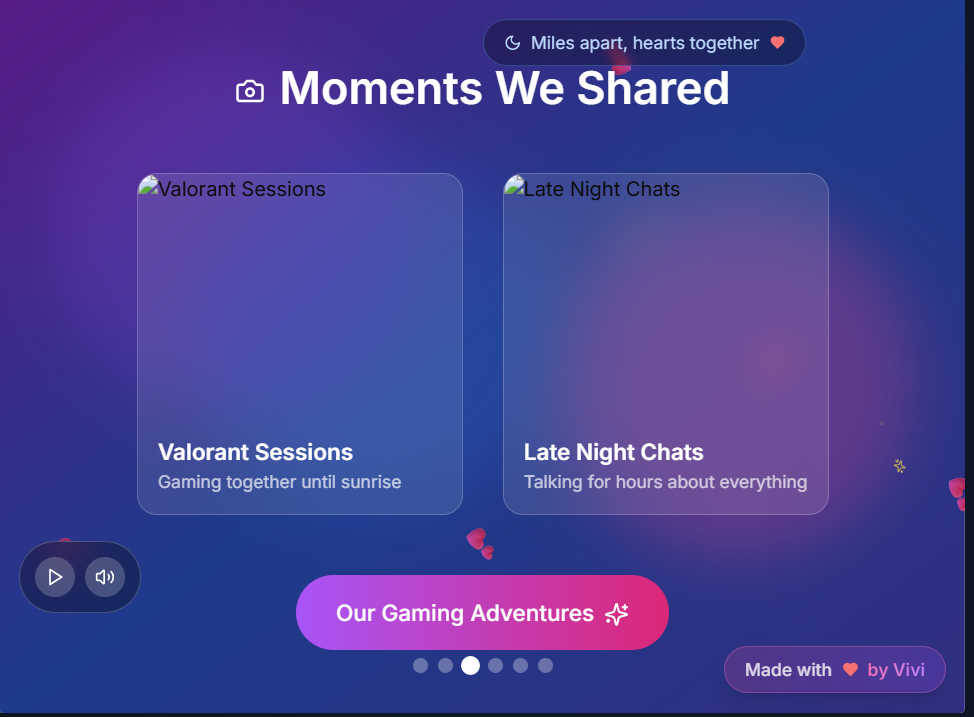 Miles apart, hearts together
Moments We Shared
Valorant Sessions
Late Night Chats
Valorant Sessions
Gaming together until sunrise
Late Night Chats
Talking for hours about everything
Our Gaming Adventures
Made with by Vivi